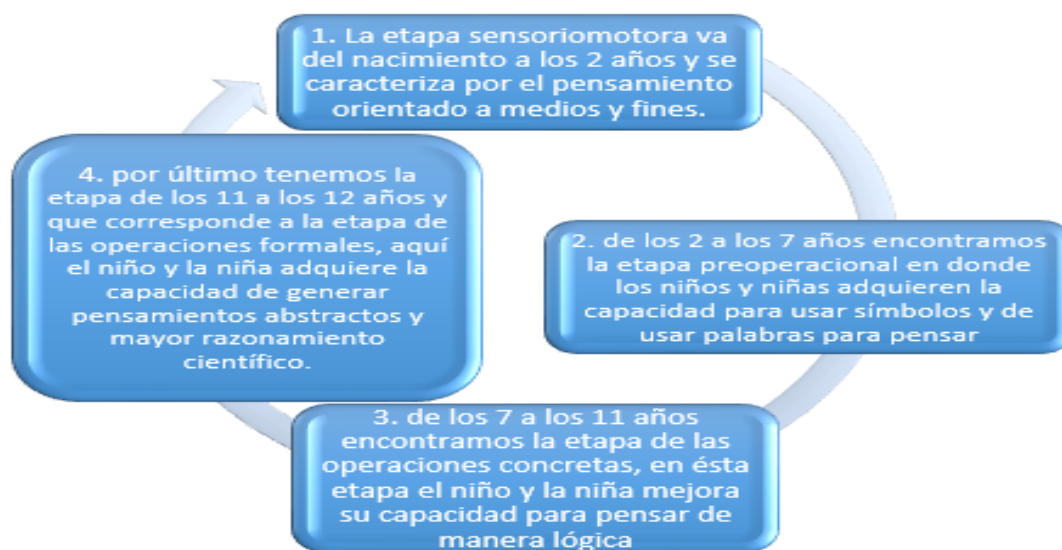 1. La etapa sensoriomotora va
del nacimiento a los 2 años y se
caracteriza por el pensamiento
orientado a medios y fines.
2. de los 2 a los 7 años encontramos
la etapa preoperacional en donde
los niños y niñas adquieren la
capacidad para usar símbolos y de
usar palabras para pensar
3. de los 7 a los 11 años
encontramos la etapa de las
operaciones concretas, en ésta
etapa el niño y la niña mejora
su capacidad para pensar de
manera lógica
4. por último tenemos la
etapa de los 11 a los 12 años y
que corresponde a la etapa de
las operaciones formales, aquí
el niño y la niña adquiere la
capacidad de generar
pensamientos abstractos y
mayor razonamiento
científico.